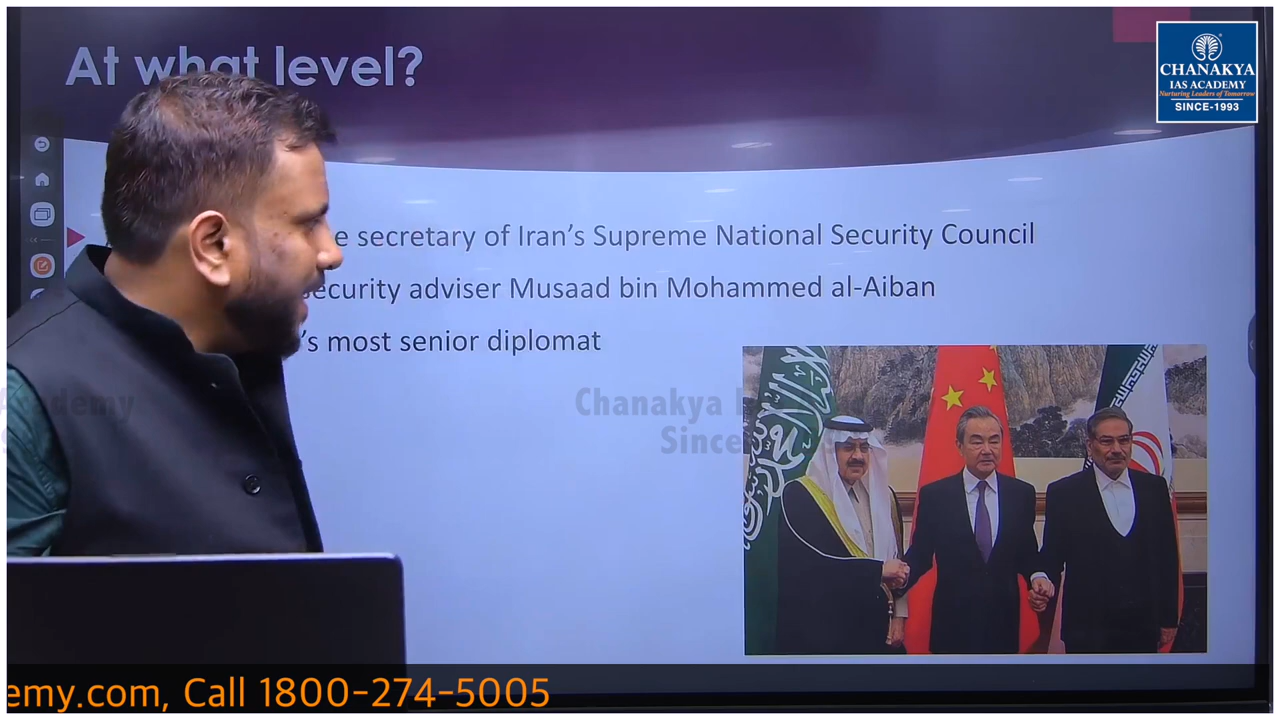 At what level?
CHANAKYA
IAS ACADEMY
Nurturing Leaders of Tomorrow
SINCE-1993
secretary of Iran's Supreme National Security Council
security adviser Musaad bin Mohammed al-Aiban
's most senior diplomat
Academy
Chanakya
Since
emy.com, Call 1800-274-5005